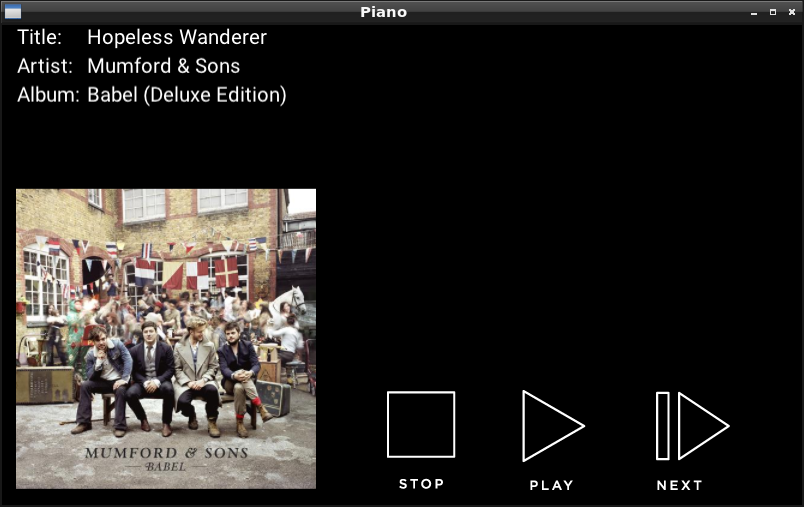 Piano
Title: Hopeless Wanderer
Artist: Mumford & Sons
Album: Babel (Deluxe Edition)
MUMFORD & SONS
BABEL
STOP
PLAY
NEXT